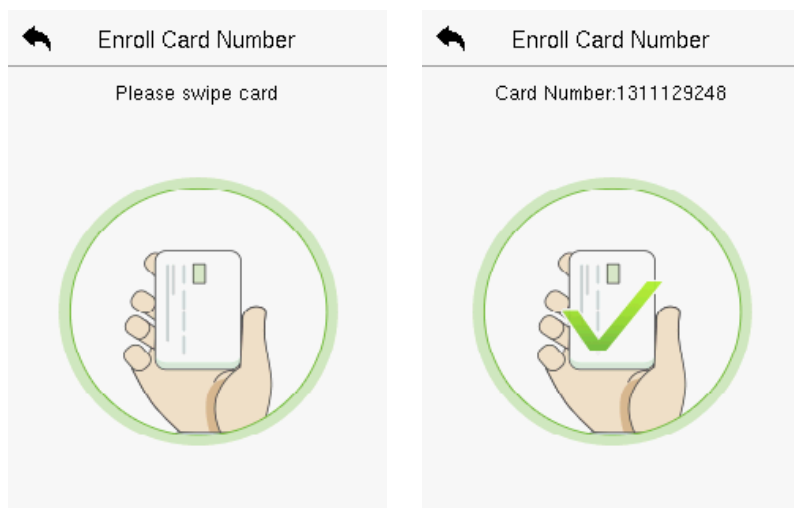 Enroll Card Number
Please swipe card
Enroll Card Number
Card Number:1311129248